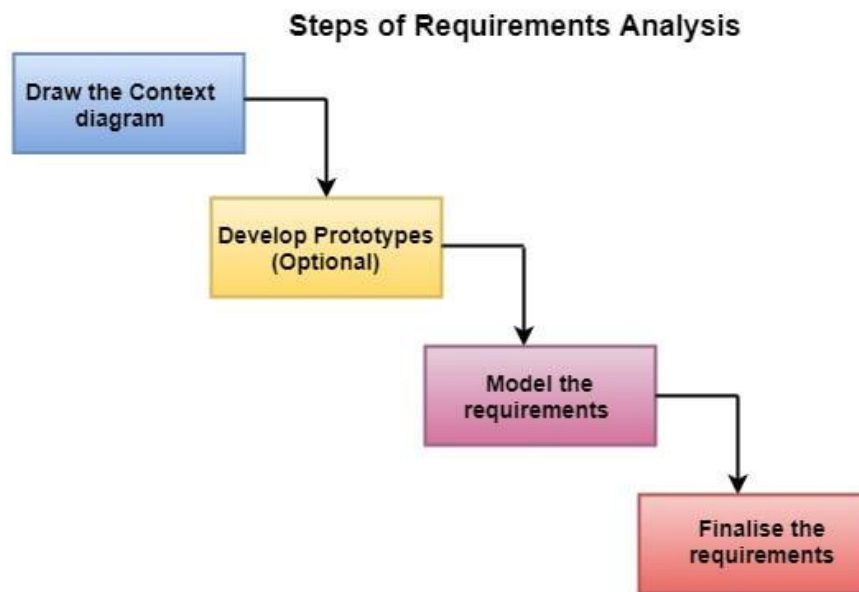 Steps of Requirements Analysis
Draw the Context
diagram
Develop Prototypes
(Optional)
Model the
requirements
Finalise the
requirements